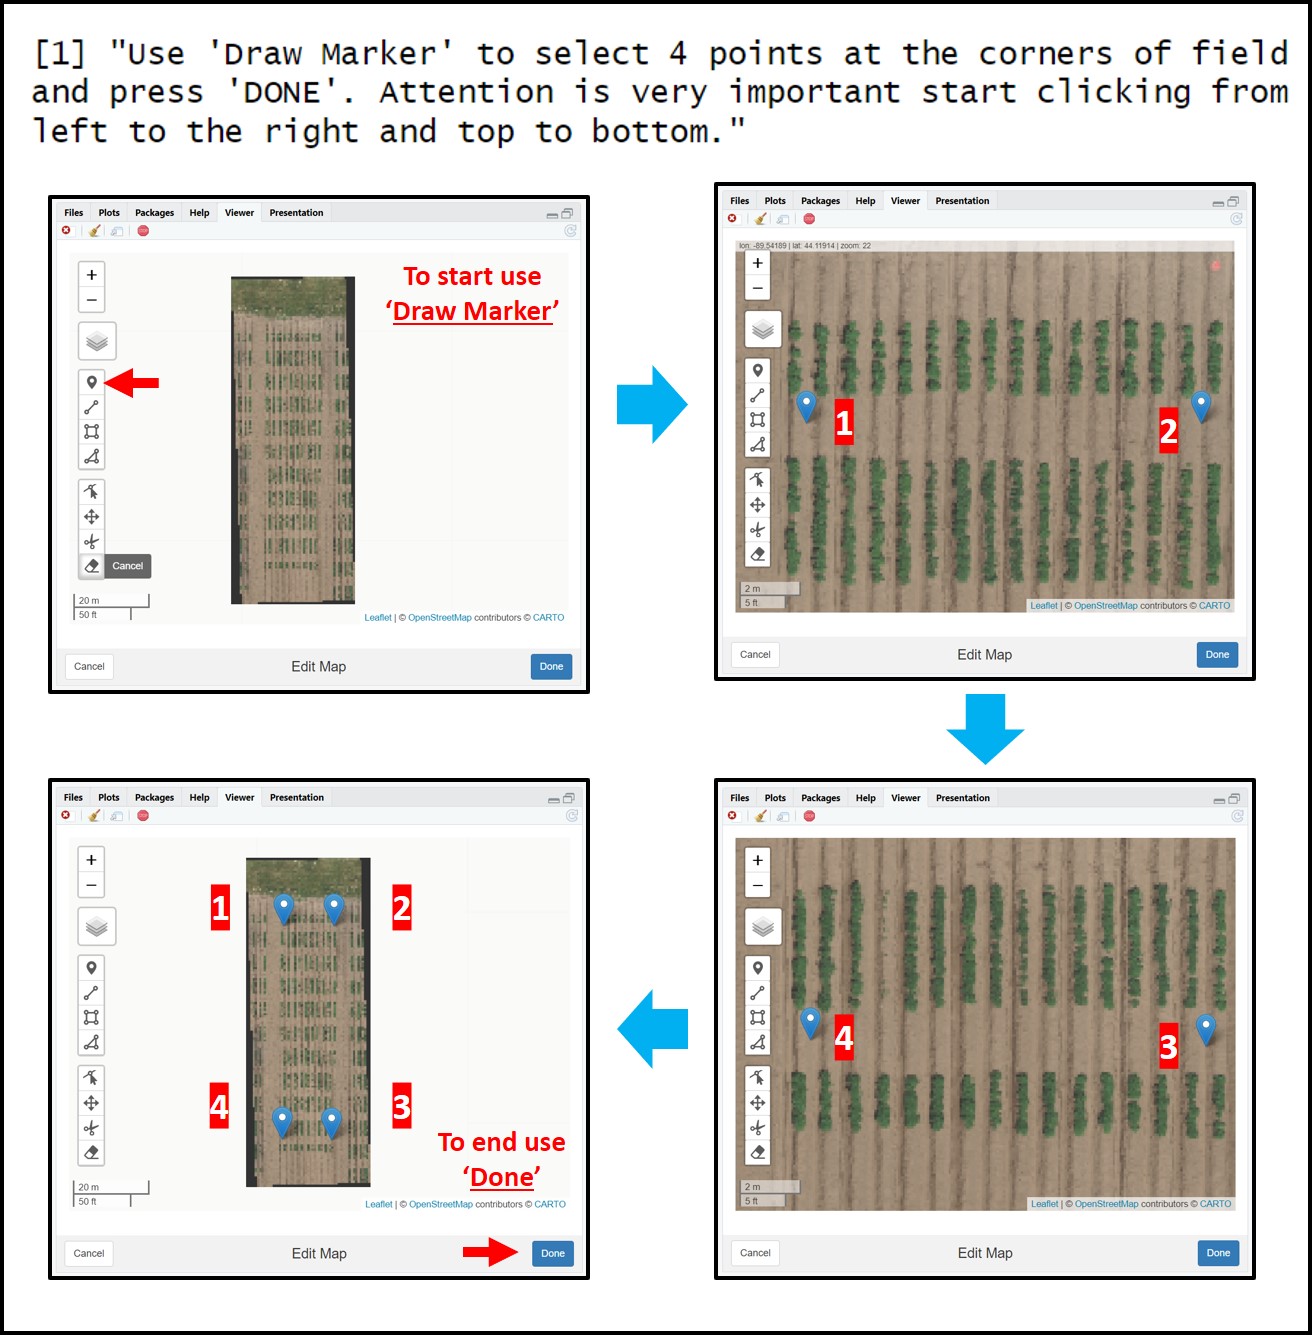 [1] "Use 'Draw Marker' to select 4 points at the corners of field
and press 'DONE'. Attention is very important start clicking from
left to the right and top to bottom."
Files Plots Packages Help Viewer Presentation
To start use
‘Draw Marker’
+
−
Cancel
20 m
50 ft
Leaflet | © OpenStreetMap contributors © CARTO
Cancel Edit Map Done
Files Plots Packages Help Viewer Presentation
lon: -89.54189 | lat: 44.11914 | zoom: 22
+
−
1
2
2 m
5 ft
Leaflet | © OpenStreetMap contributors © CARTO
Cancel Edit Map Done
Files Plots Packages Help Viewer Presentation
+
−
1 2
4 3
To end use
‘Done’
20 m
50 ft
Leaflet | © OpenStreetMap contributors © CARTO
Cancel Edit Map Done
Files Plots Packages Help Viewer Presentation
+
−
4 3
2 m
5 ft
Leaflet | © OpenStreetMap contributors © CARTO
Cancel Edit Map Done